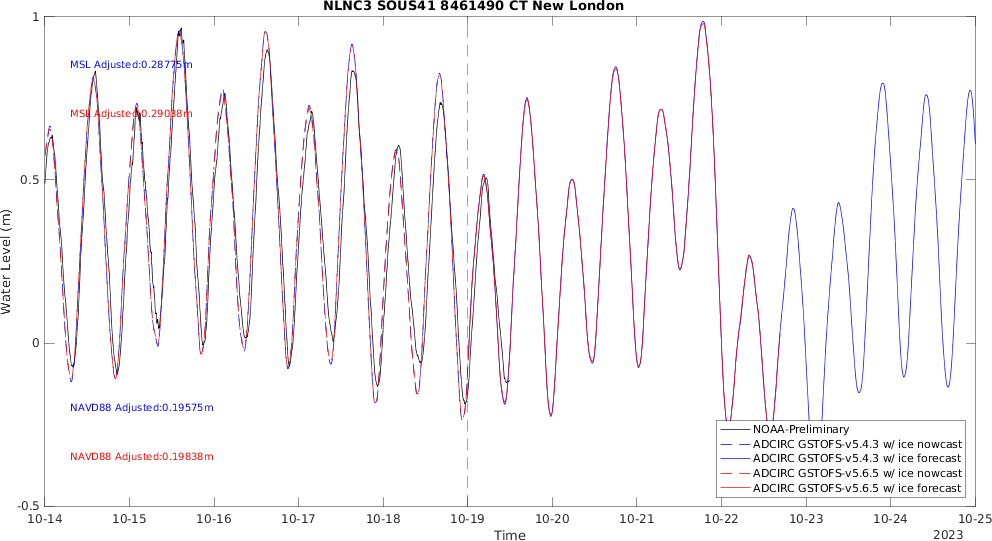 NLNC3 SOUS41 8461490 CT New London
1
MSL Adjusted:0.28775m
MSL Adjusted:0.29038m
0.5
Water Level (m)
0
NAVD88 Adjusted:0.19575m
NAVD88 Adjusted:0.19838m
NOAA-Preliminary
ADCIRC GSTOFS-v5.4.3 w/ ice nowcast
ADCIRC GSTOFS-v5.4.3 w/ ice forecast
ADCIRC GSTOFS-v5.6.5 w/ ice nowcast
ADCIRC GSTOFS-v5.6.5 w/ ice forecast
-0.5
10-14 10-15 10-16 10-17 10-18 10-19 10-20 10-21 10-22 10-23 10-24 10-25
Time
2023